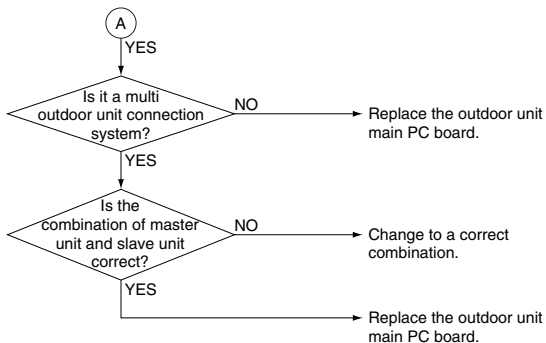 A
YES
Is it a multi
outdoor unit connection
system?
NO
Replace the outdoor unit
main PC board.
YES
Is the
combination of master
unit and slave unit
correct?
NO
Change to a correct
combination.
YES
Replace the outdoor unit
main PC board.